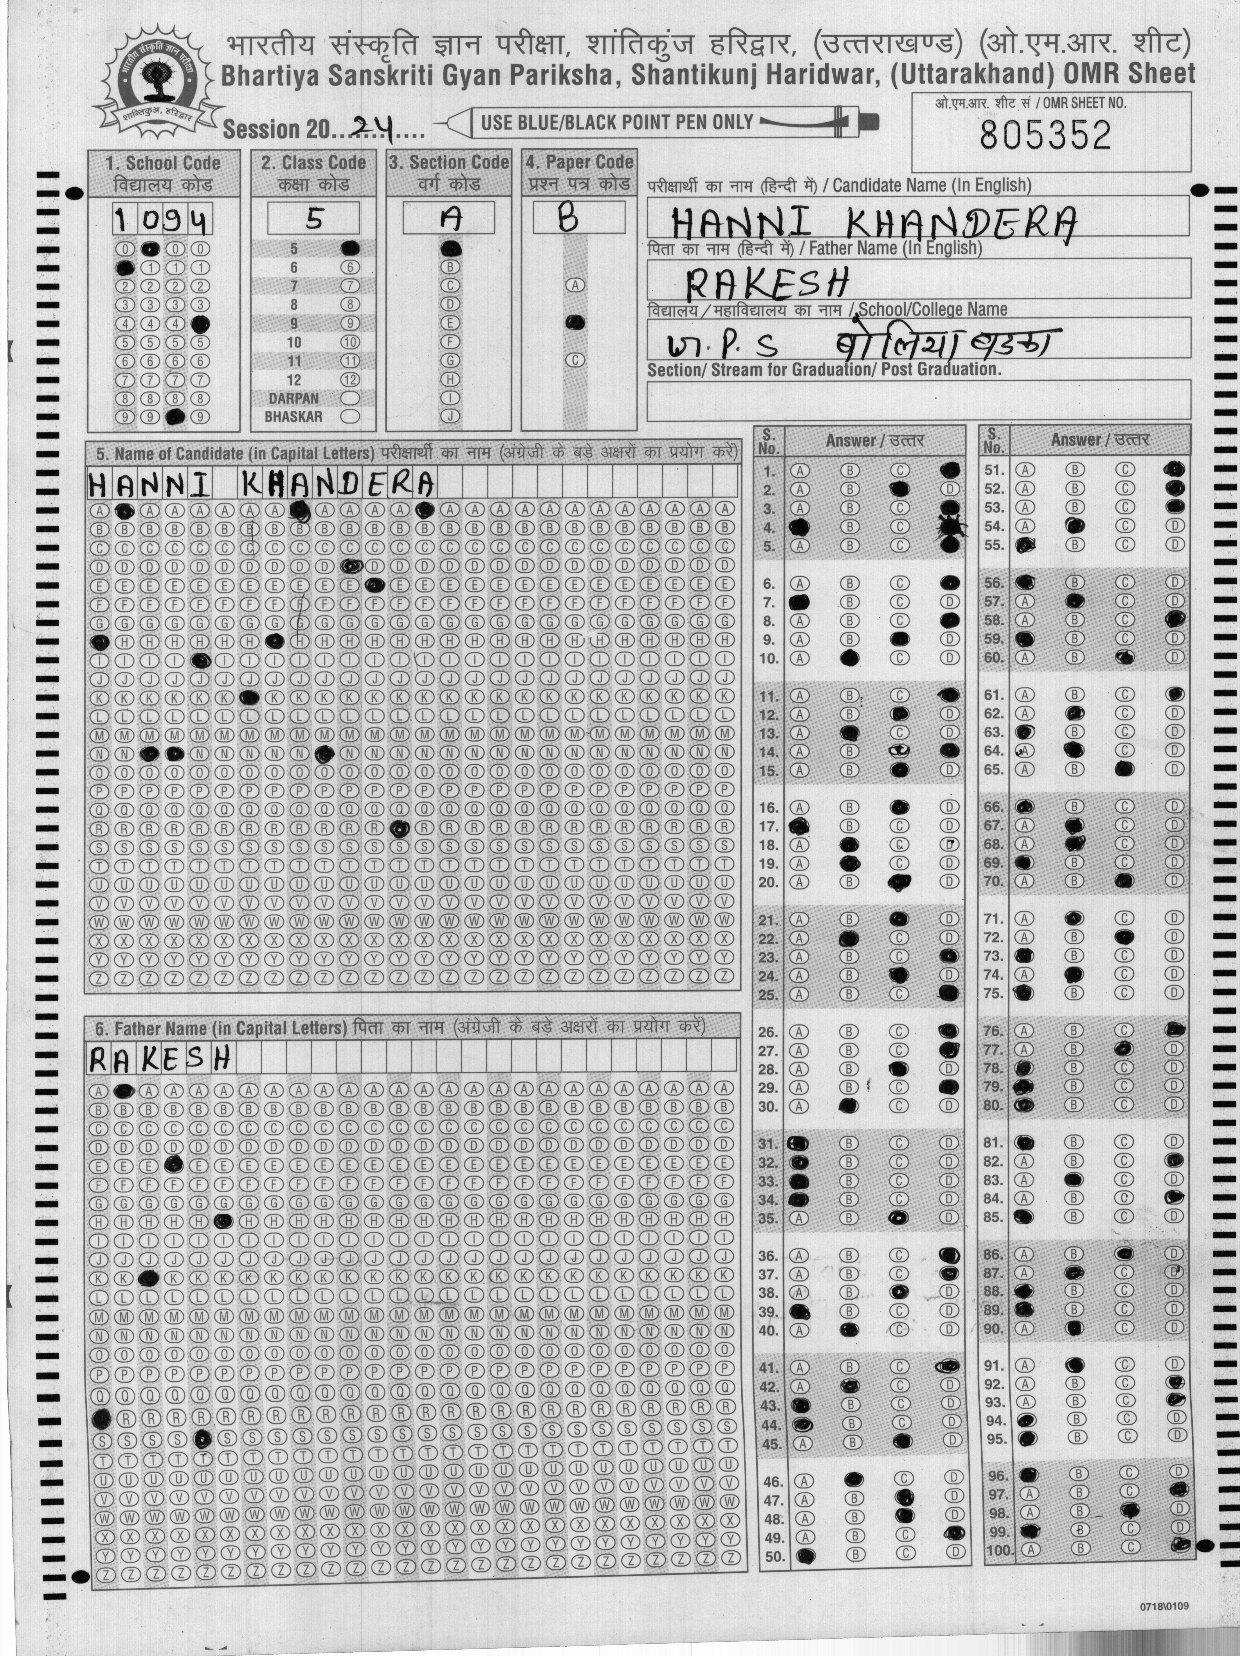 भारतीय संस्कृति ज्ञान परीक्षा, शांतिकुंज हरिद्वार, (उत्तराखण्ड) (ओ.एम.आर. शीट)
Bhartiya Sanskriti Gyan Pariksha, Shantikunj Haridwar, (Uttarakhand) OMR Sheet
Session 20...24.... USE BLUE/BLACK POINT PEN ONLY
ओ.एम.आर. शीट सं / OMR SHEET NO.
805352
1. School Code
विद्यालय कोड
1094
2. Class Code
कक्षा कोड
5
5
6
7
8
9
10
11
12
DARPAN
BHASKAR
3. Section Code
वर्ग कोड
A
4. Paper Code
प्रश्न पत्र कोड
B
परीक्षार्थी का नाम (हिन्दी में) / Candidate Name (In English)
HANNI KHANDERA
पिता का नाम (हिन्दी में) / Father Name (In English)
RAKESH
विद्यालय / महाविद्यालय का नाम / School/College Name
P. S बोलिया बडका
Section/ Stream for Graduation/ Post Graduation.
5. Name of Candidate (in Capital Letters) परीक्षार्थी का नाम (अंग्रेजी के बड़े अक्षरों का प्रयोग करें)
HANNI KHANDERA
6. Father Name (in Capital Letters) पिता का नाम (अंग्रेजी के बड़े अक्षरों का प्रयोग करें)
RAKESH
S. No. Answer / उत्तर
S. No. Answer / उत्तर
0718\0109